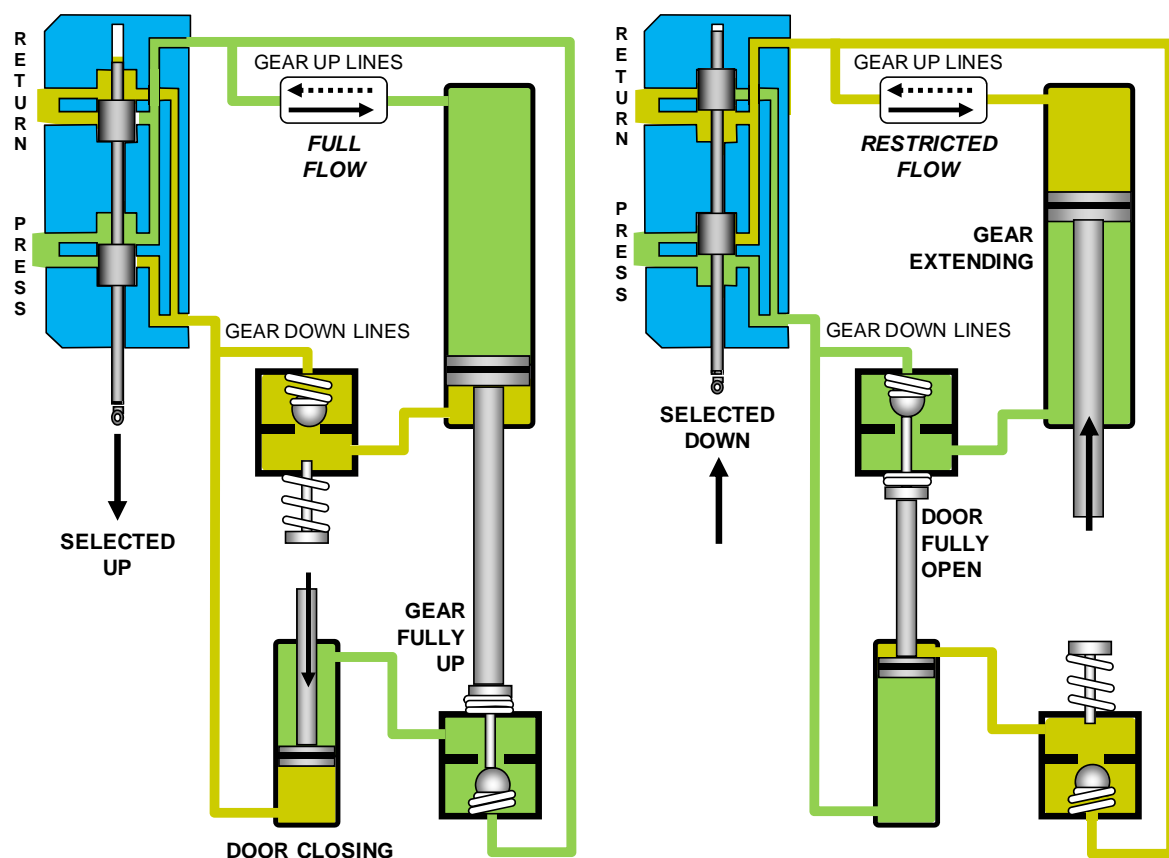 RETURN
PRESS
GEAR UP LINES
FULL
FLOW
GEAR DOWN LINES
SELECTED
UP
GEAR
FULLY
UP
DOOR CLOSING
RETURN
PRESS
GEAR UP LINES
RESTRICTED
FLOW
GEAR
EXTENDING
GEAR DOWN LINES
SELECTED
DOWN
DOOR
FULLY
OPEN